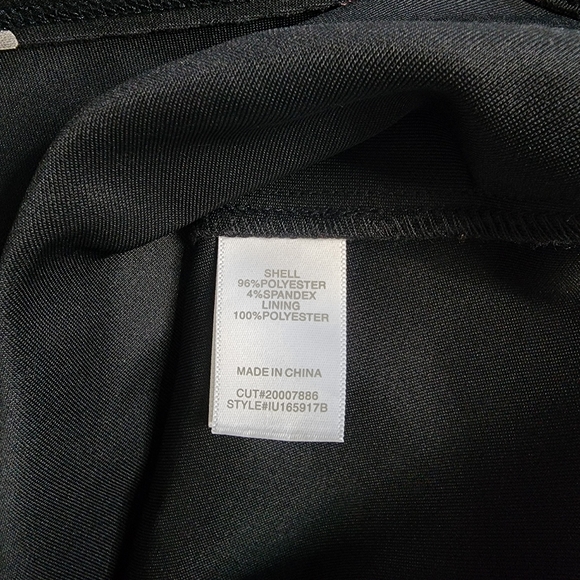 SHELL
96%POLYESTER
4%SPANDEX
LINING
100%POLYESTER
MADE IN CHINA
CUT#20007886
STYLE#IU165917B